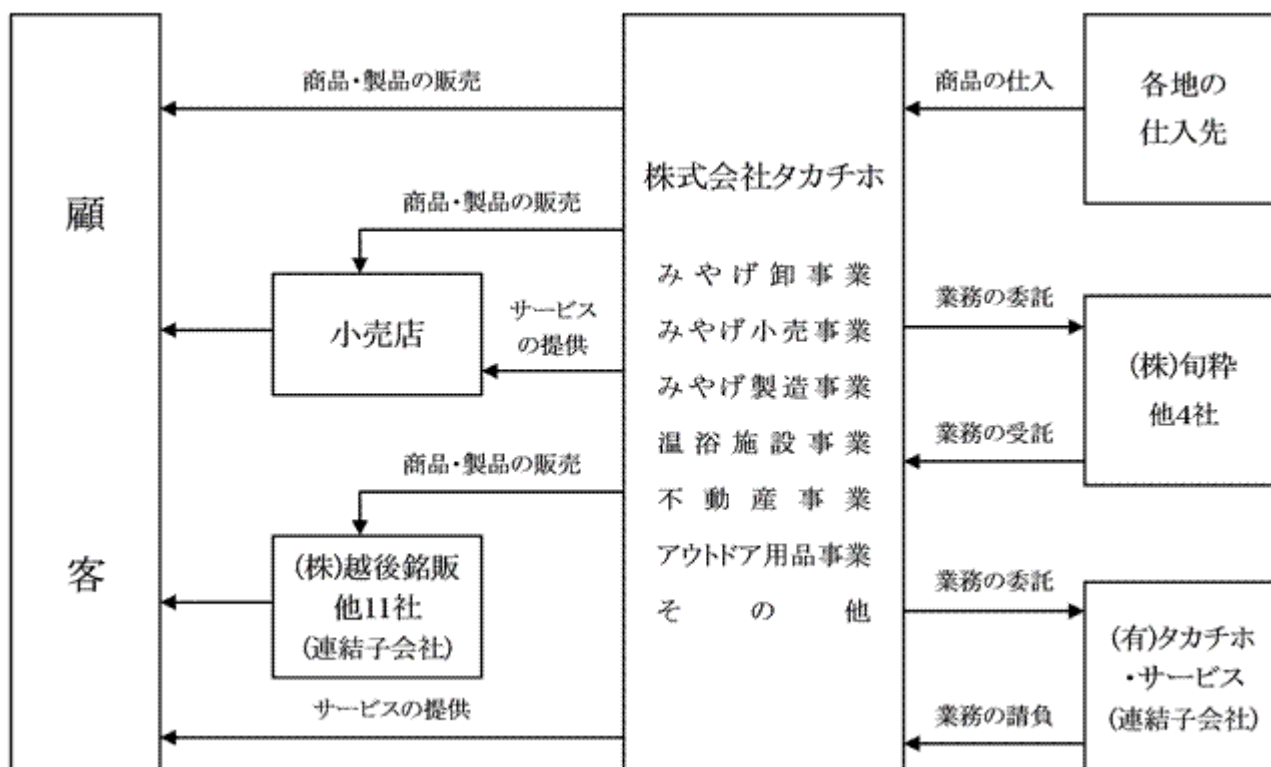 顧
客
商品・製品の販売
商品・製品の販売
小売店
サービス
の提供
商品・製品の販売
(株)越後銘販
他11社
(連結子会社)
サービスの提供
株式会社タカチホ
みやげ卸事業
みやげ小売事業
みやげ製造事業
温浴施設事業
不動産事業
アウトドア用品事業
その他
商品の仕入
各地の
仕入先
業務の委託
(株)旬粋
他4社
業務の受託
業務の委託
(有)タカチホ
・サービス
(連結子会社)
業務の請負